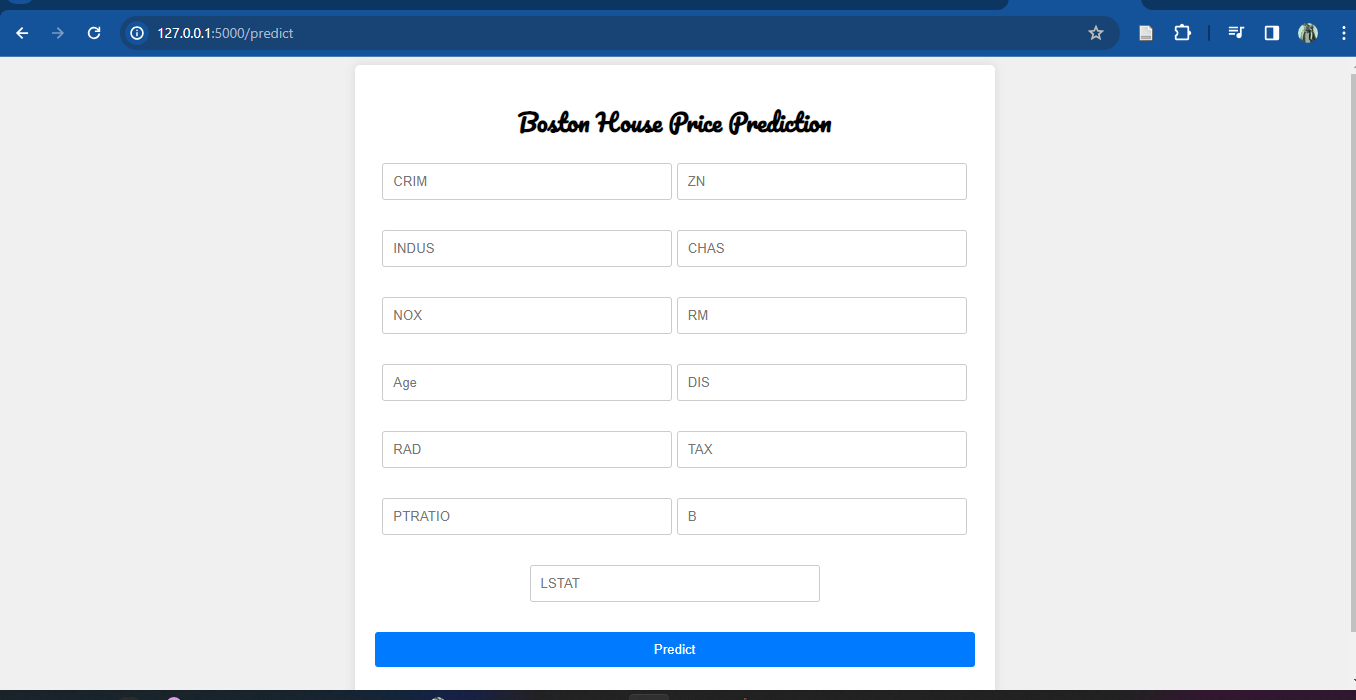 127.0.0.1:5000/predict
Boston House Price Prediction
CRIM ZN
INDUS CHAS
NOX RM
Age DIS
RAD TAX
PTRATIO B
LSTAT
Predict